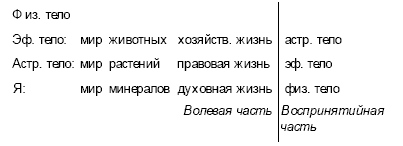 Физ. тело
Эф. тело: мир животных хозяйств. жизнь астр. тело
Астр. тело: мир растений правовая жизнь эф. тело
Я: мир минералов духовная жизнь физ. тело
Волевая часть Воспринятийная
часть